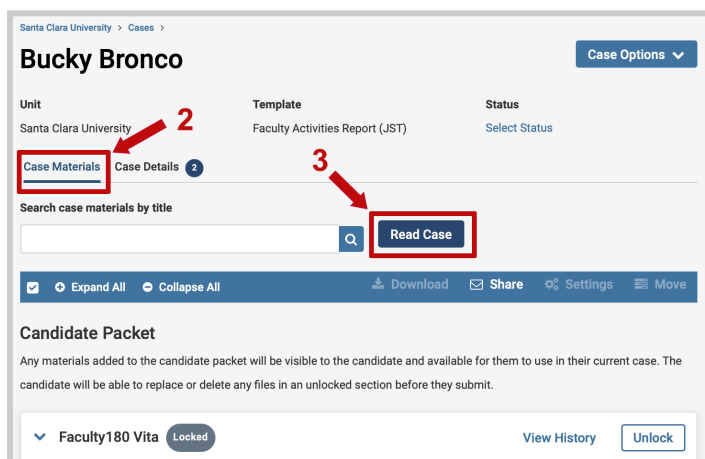 Santa Clara University > Cases >
Bucky Bronco
Case Options
Unit
Template
Status
Santa Clara University
2
Faculty Activities Report (JST)
Select Status
Case Materials
Case Details 2
3
Search case materials by title
Read Case
Expand All
Collapse All
Download
Share
Settings
Move
Candidate Packet
Any materials added to the candidate packet will be visible to the candidate and available for them to use in their current case. The
candidate will be able to replace or delete any files in an unlocked section before they submit.
Faculty180 Vita Locked
View History
Unlock